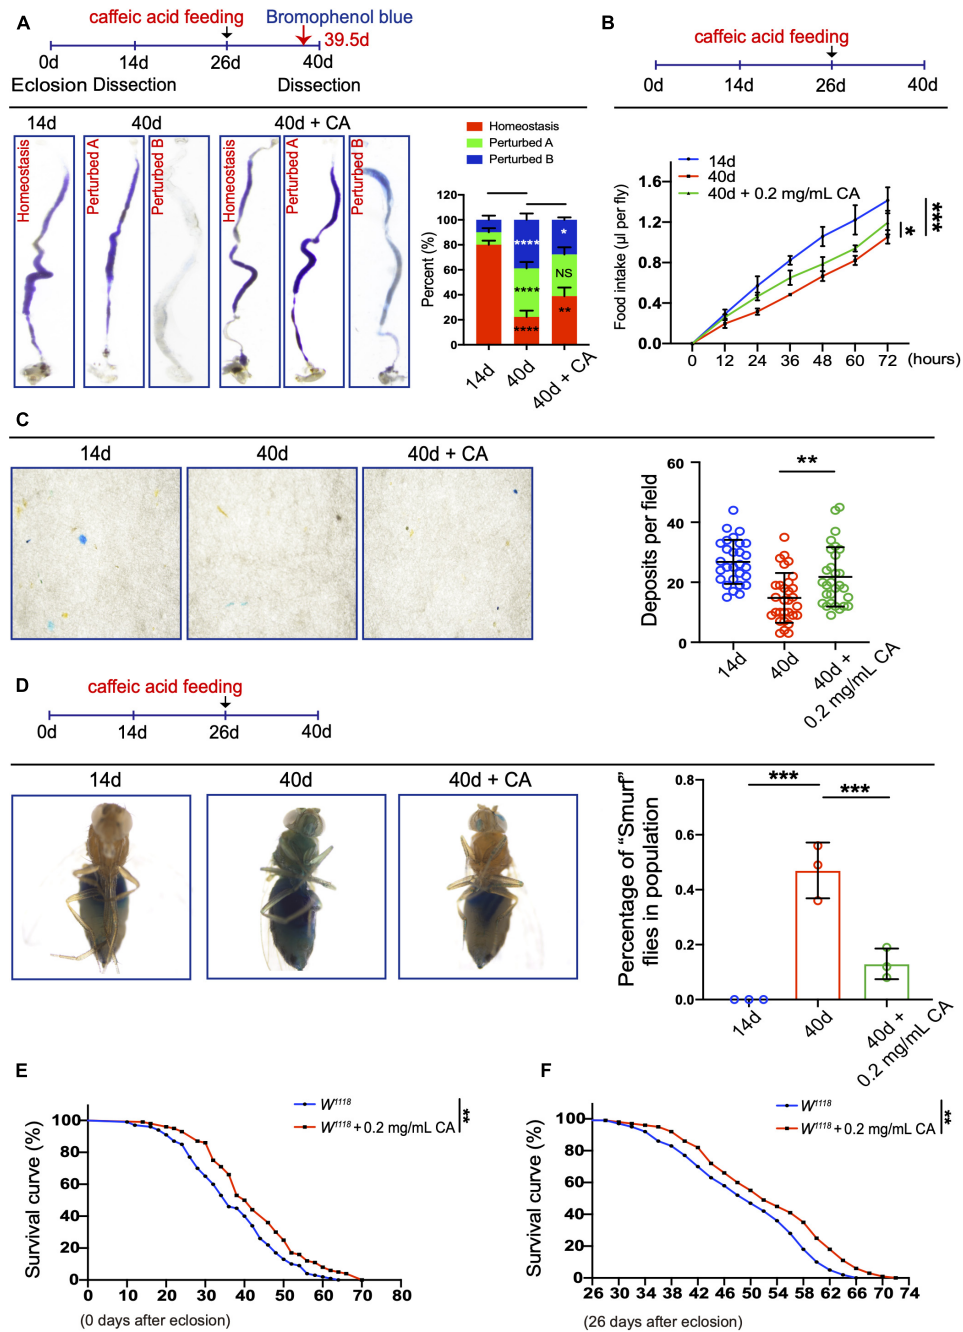 A
caffeic acid feeding
Bromophenol blue
39.5d
0d 14d 26d 40d
Eclosion Dissection Dissection
14d 40d 40d + CA
Homeostasis
Perturbed A
Perturbed B
Homeostasis
Perturbed A
Perturbed B
Homeostasis
Perturbed A
Perturbed B
Percent (%)
120
100
80
60
40
20
0
****
****
****
*
NS
**
14d 40d 40d + CA
B
caffeic acid feeding
0d 14d 26d 40d
14d
40d
40d + 0.2 mg/mL CA
Food intake (µl per fly)
1.6
1.2
0.8
0.4
0.0
0 12 24 36 48 60 72 (hours)
*
***
C
14d 40d 40d + CA
Deposits per field
60
40
20
0
**
14d 40d 40d +
0.2 mg/mL CA
D
caffeic acid feeding
0d 14d 26d 40d
14d 40d 40d + CA
Percentage of “Smurf”
flies in population
0.8
0.6
0.4
0.2
0.0
*** ***
14d 40d 40d +
0.2 mg/mL CA
E
W1118
W1118 + 0.2 mg/mL CA
**
Survival curve (%)
100
80
60
40
20
0
0 10 20 30 40 50 60 70 80
(0 days after eclosion)
F
W1118
W1118 + 0.2 mg/mL CA
**
Survival curve (%)
100
80
60
40
20
0
26 30 34 38 42 46 50 54 58 62 66 70 74
(26 days after eclosion)